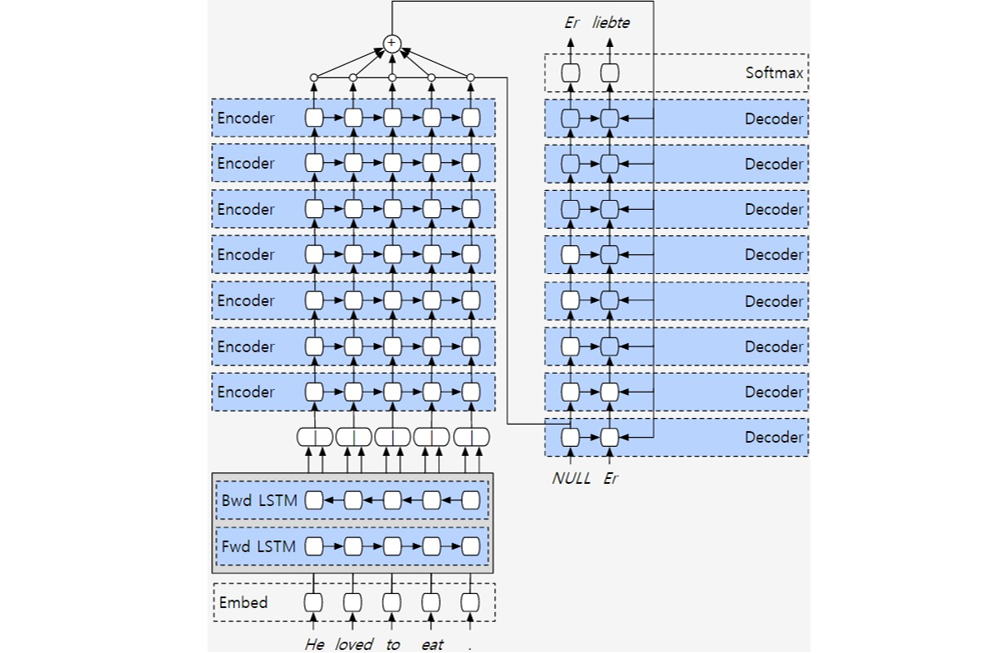 Er liebte
Softmax
Encoder
Encoder
Encoder
Encoder
Encoder
Encoder
Encoder
Decoder
Decoder
Decoder
Decoder
Decoder
Decoder
Decoder
Decoder
NULL Er
Bwd LSTM
Fwd LSTM
Embed
He loved to eat .